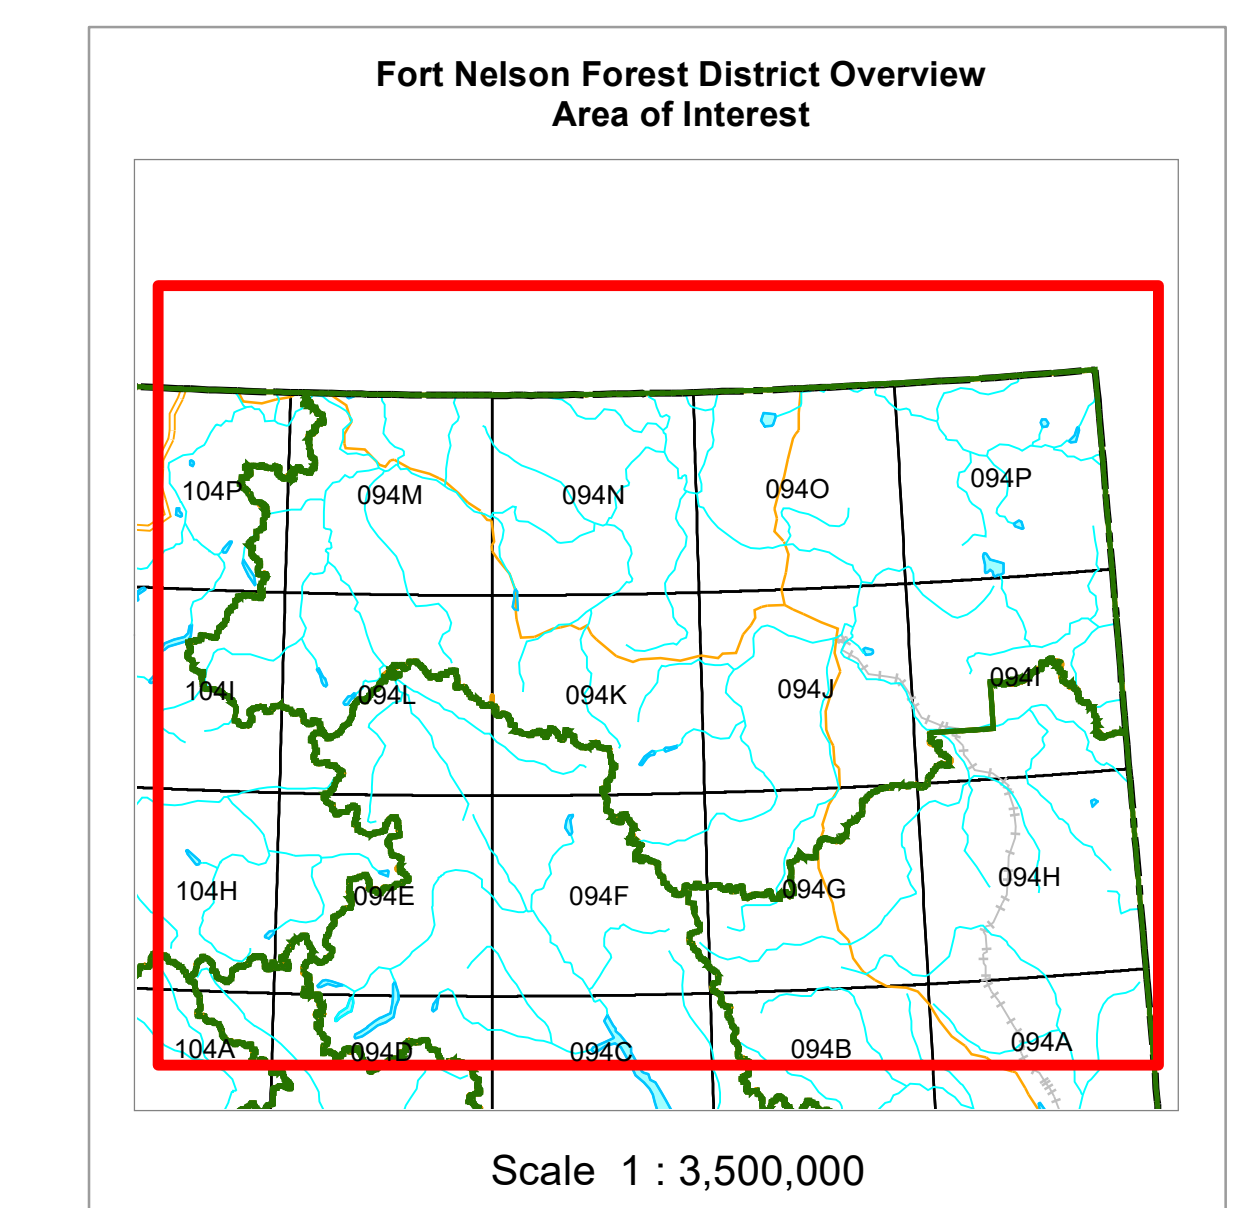 Fort Nelson Forest District Overview
Area of Interest
104P
094M
094N
094O
094P
104I
094L
094K
094J
094I
104H
094E
094F
094G
094H
104A
094D
094C
094B
094A
Scale 1 : 3,500,000